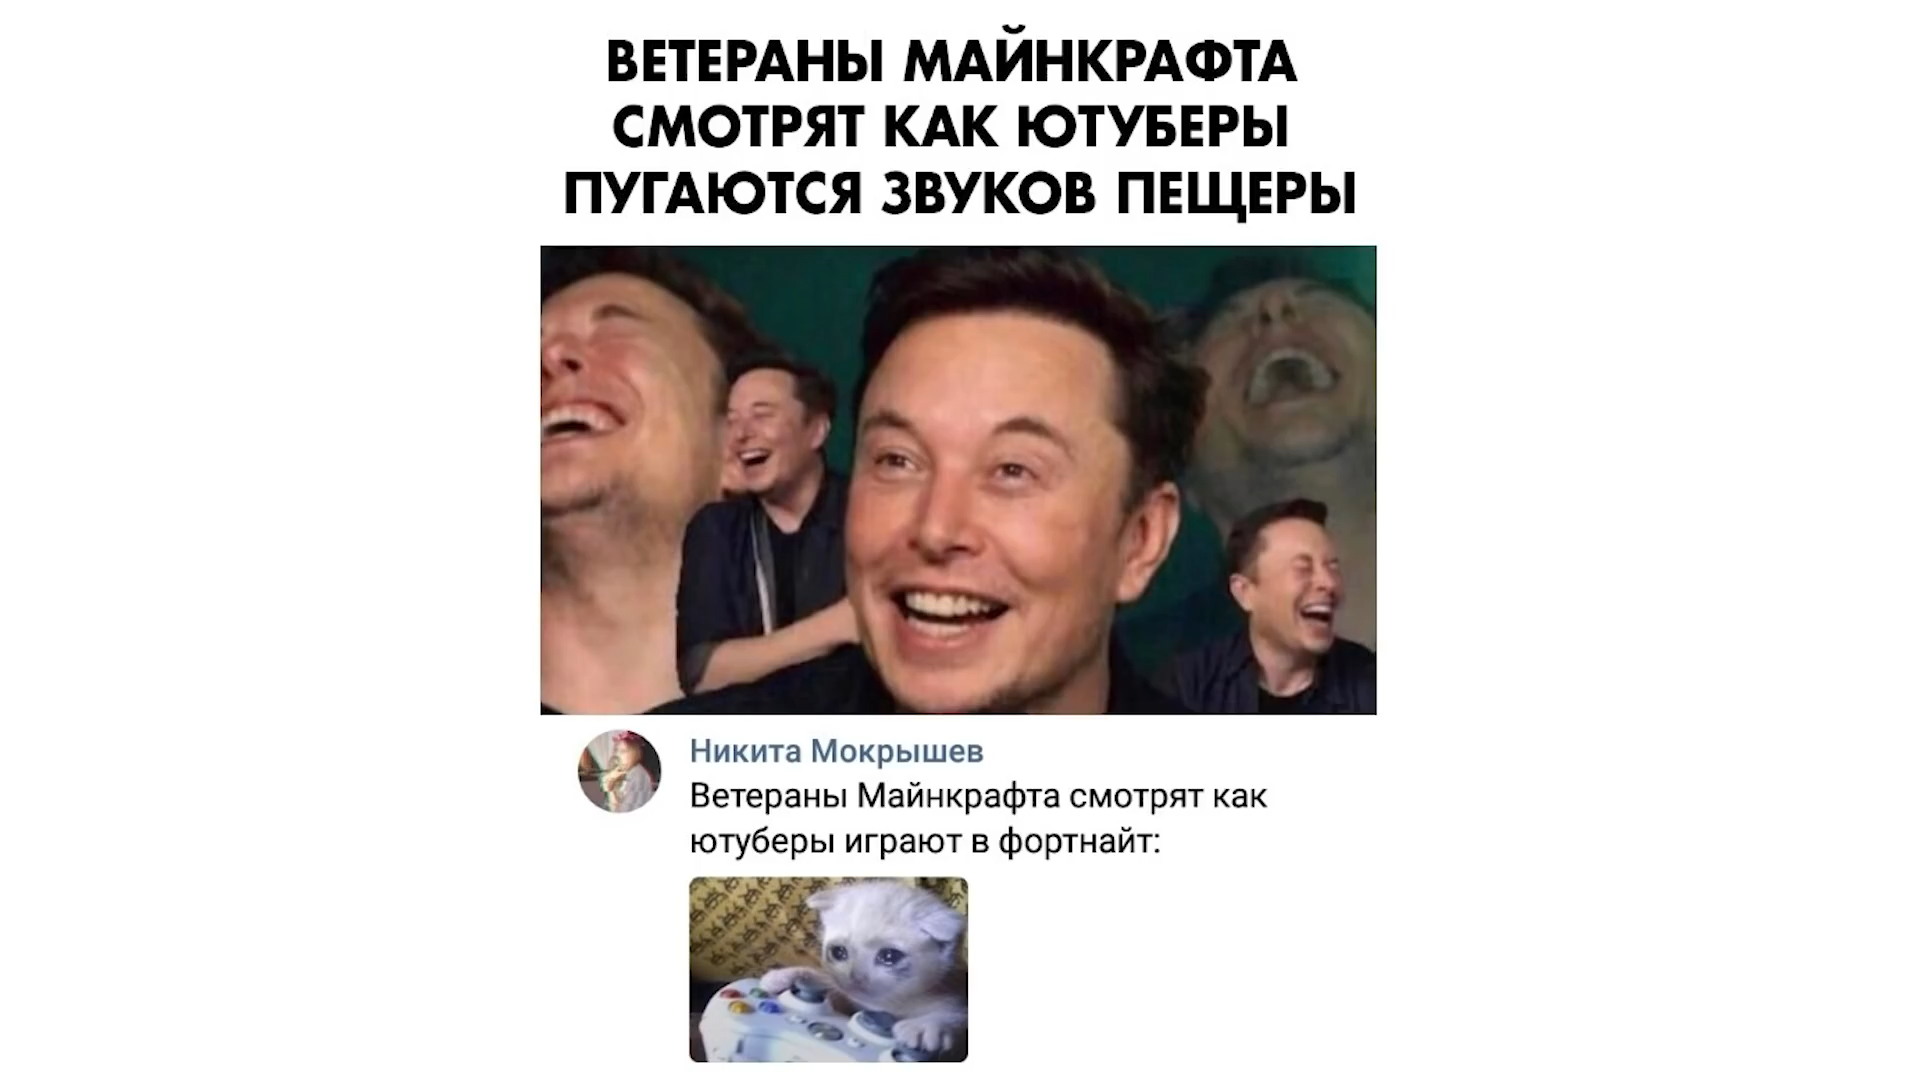 ВЕТЕРАНЫ МАЙНКРАФТА
СМОТРЯТ КАК ЮТУБЕРЫ
ПУГАЮТСЯ ЗВУКОВ ПЕЩЕРЫ
Никита Мокрышев
Ветераны Майнкрафта смотрят как
ютуберы играют в фортнайт: